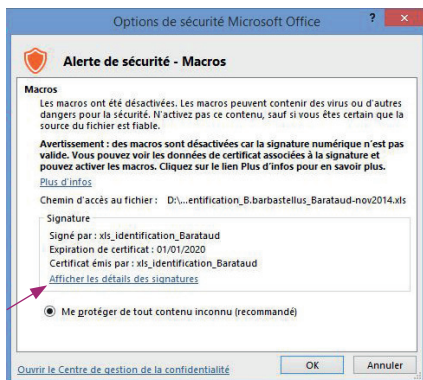 Options de sécurité Microsoft Office ? ×
Alerte de sécurité - Macros
Macros
Les macros ont été désactivées. Les macros peuvent contenir des virus ou d'autres
dangers pour la sécurité. N'activez pas ce contenu, sauf si vous êtes certain que la
source du fichier est fiable.
Avertissement : des macros sont désactivées car la signature numérique n'est pas
valide. Vous pouvez voir les données de certificat associées à la signature et
pouvez activer les macros. Cliquez sur le lien Plus d'infos pour en savoir plus.
Plus d'infos
Chemin d'accès au fichier : D:\...entification_B.barbastellus_Barataud-nov2014.xls
Signature
Signé par : xls_identification_Barataud
Expiration de certificat : 01/01/2020
Certificat émis par : xls_identification_Barataud
Afficher les détails des signatures
Me protéger de tout contenu inconnu (recommandé)
Ouvrir le Centre de gestion de la confidentialité
OK Annuler